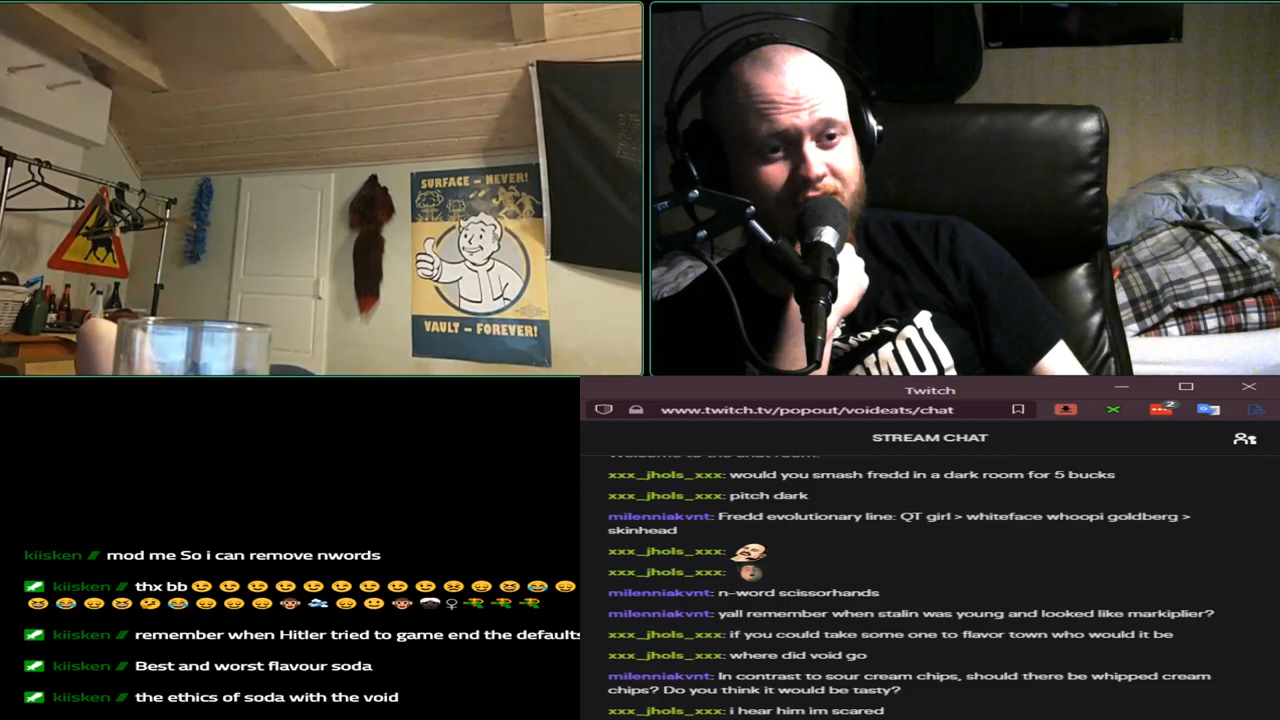 SURFACE – NEVER!
VAULT – FOREVER!
Twitch
www.twitch.tv/popout/voideats/chat
2
STREAM CHAT
Welcome to the chat room!
xxx_jhols_xxx: would you smash fredd in a dark room for 5 bucks
xxx_jhols_xxx: pitch dark
milenniakvnt: Fredd evolutionary line: QT girl > whiteface whoopi goldberg >
skinhead
xxx_jhols_xxx:
xxx_jhols_xxx:
milenniakvnt: n-word scissorhands
milenniakvnt: yall remember when stalin was young and looked like markiplier?
xxx_jhols_xxx: if you could take some one to flavor town who would it be
xxx_jhols_xxx: where did void go
milenniakvnt: In contrast to sour cream chips, should there be whipped cream
chips? Do you think it would be tasty?
xxx_jhols_xxx: i hear him im scared
kiisken // mod me So i can remove nwords
kiisken // thx bb 😉😉😉😉😉😉😉😉😉😣😔😆😂😔
😆😂😔😆🤔😂😔😔😔🐵💨😔🙂🐵👳🏿♀🔫🔫🔫
kiisken // remember when Hitler tried to game end the defaults
kiisken // Best and worst flavour soda
kiisken // the ethics of soda with the void